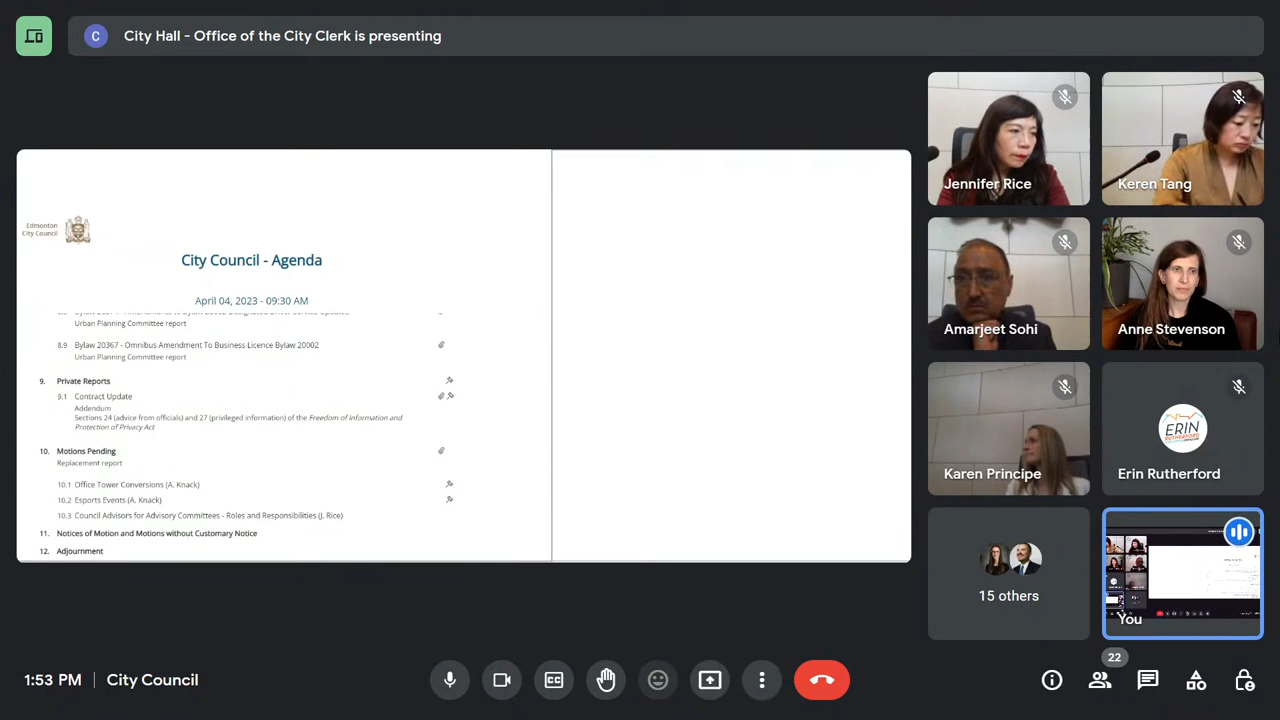 C City Hall - Office of the City Clerk is presenting
Edmonton
City Council
City Council - Agenda
April 04, 2023 - 09:30 AM
Urban Planning Committee report
8.9 Bylaw 20367 - Omnibus Amendment To Business Licence Bylaw 20002
Urban Planning Committee report
9. Private Reports
9.1 Contract Update
Addendum
Sections 24 (advice from officials) and 27 (privileged information) of the Freedom of Information and
Protection of Privacy Act
10. Motions Pending
Replacement report
10.1 Office Tower Conversions (A. Knack)
10.2 Esports Events (A. Knack)
10.3 Council Advisors for Advisory Committees - Roles and Responsibilities (J. Rice)
11. Notices of Motion and Motions without Customary Notice
12. Adjournment
Jennifer Rice
Keren Tang
Amarjeet Sohi
Anne Stevenson
Karen Principe
ERIN
RUTHERFORD
Erin Rutherford
15 others
You
1:53 PM | City Council
CC
22